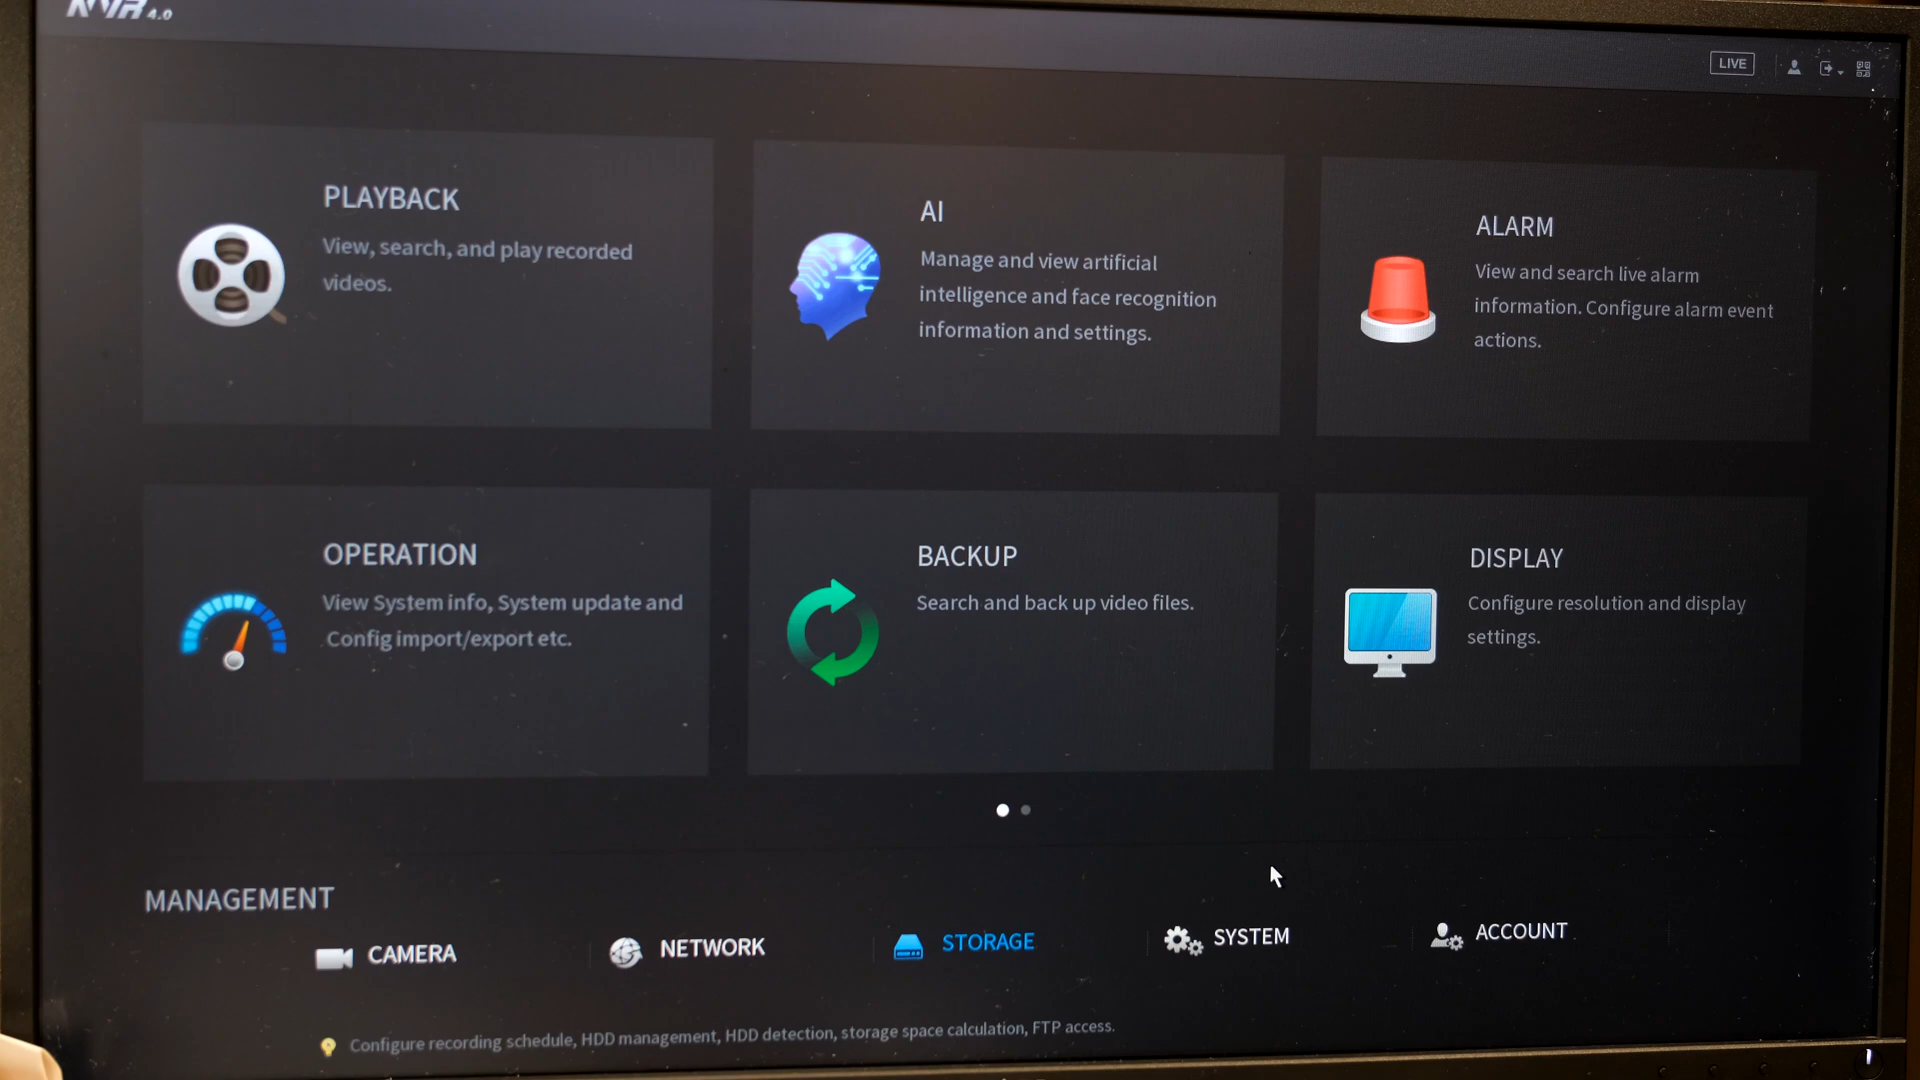 4.0
LIVE
PLAYBACK
View, search, and play recorded
videos.
AI
Manage and view artificial
intelligence and face recognition
information and settings.
ALARM
View and search live alarm
information. Configure alarm event
actions.
OPERATION
View System info, System update and
Config import/export etc.
BACKUP
Search and back up video files.
DISPLAY
Configure resolution and display
settings.
MANAGEMENT
CAMERA
NETWORK
STORAGE
SYSTEM
ACCOUNT
Configure recording schedule, HDD management, HDD detection, storage space calculation, FTP access.